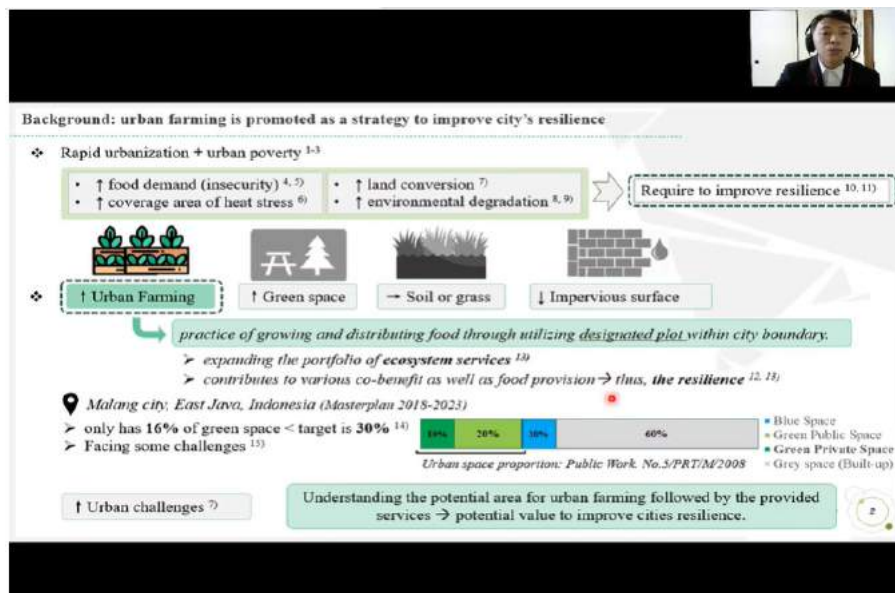 Background: urban farming is promoted as a strategy to improve city's resilience
❖ Rapid urbanization + urban poverty 1-3
• ↑ food demand (insecurity) 4, 5)
• ↑ coverage area of heat stress 6)
• ↑ land conversion 7)
• ↑ environmental degradation 8, 9)
Require to improve resilience 10, 11)
❖ ↑ Urban Farming
↑ Green space
→ Soil or grass
↓ Impervious surface
practice of growing and distributing food through utilizing designated plot within city boundary.
➢ expanding the portfolio of ecosystem services 13)
➢ contributes to various co-benefit as well as food provision → thus, the resilience 12, 13)
Malang city, East Java, Indonesia (Masterplan 2018-2023)
➢ only has 16% of green space < target is 30% 14)
➢ Facing some challenges 15)
10% 20% 10% 60%
Blue Space
Green Public Space
Green Private Space
Grey space (Built-up)
Urban space proportion: Public Work. No.5/PRT/M/2008
↑ Urban challenges 7)
Understanding the potential area for urban farming followed by the provided
services → potential value to improve cities resilience.
2